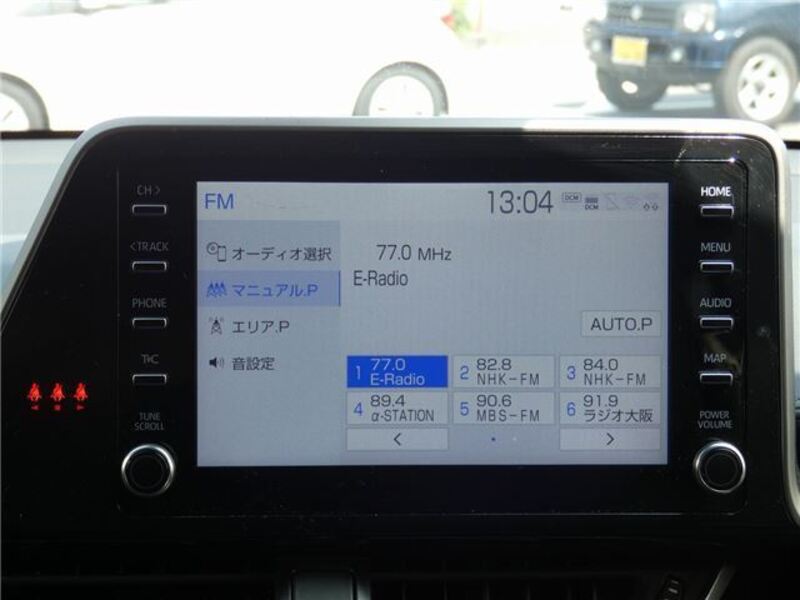 CH >
<TRACK
PHONE
T×C
TUNE
SCROLL
FM
13:04
DCM
DCM
オーディオ選択
マニュアル.P
エリア.P
音設定
77.0 MHz
E-Radio
AUTO.P
1 77.0 E-Radio
2 82.8 NHK-FM
3 84.0 NHK-FM
4 89.4 α-STATION
5 90.6 MBS-FM
6 91.9 ラジオ大阪
<
>
HOME
MENU
AUDIO
MAP
POWER
VOLUME